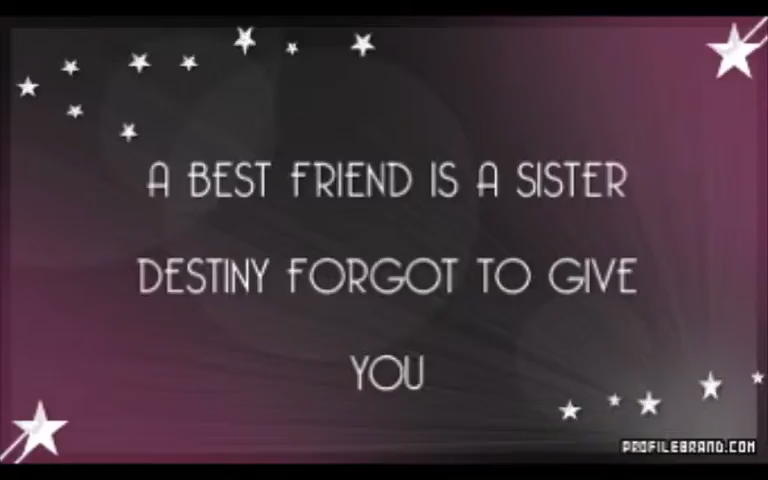 A BEST FRIEND IS A SISTER
DESTINY FORGOT TO GIVE
YOU
PROFILEBRAND.COM